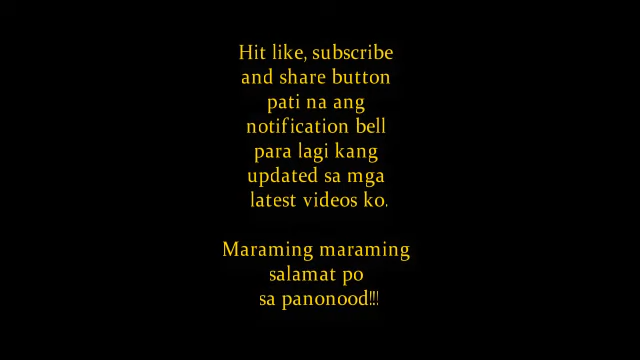 Hit like, subscribe
and share button
pati na ang
notification bell
para lagi kang
updated sa mga
latest videos ko.
Maraming maraming
salamat po
sa panonood!!!